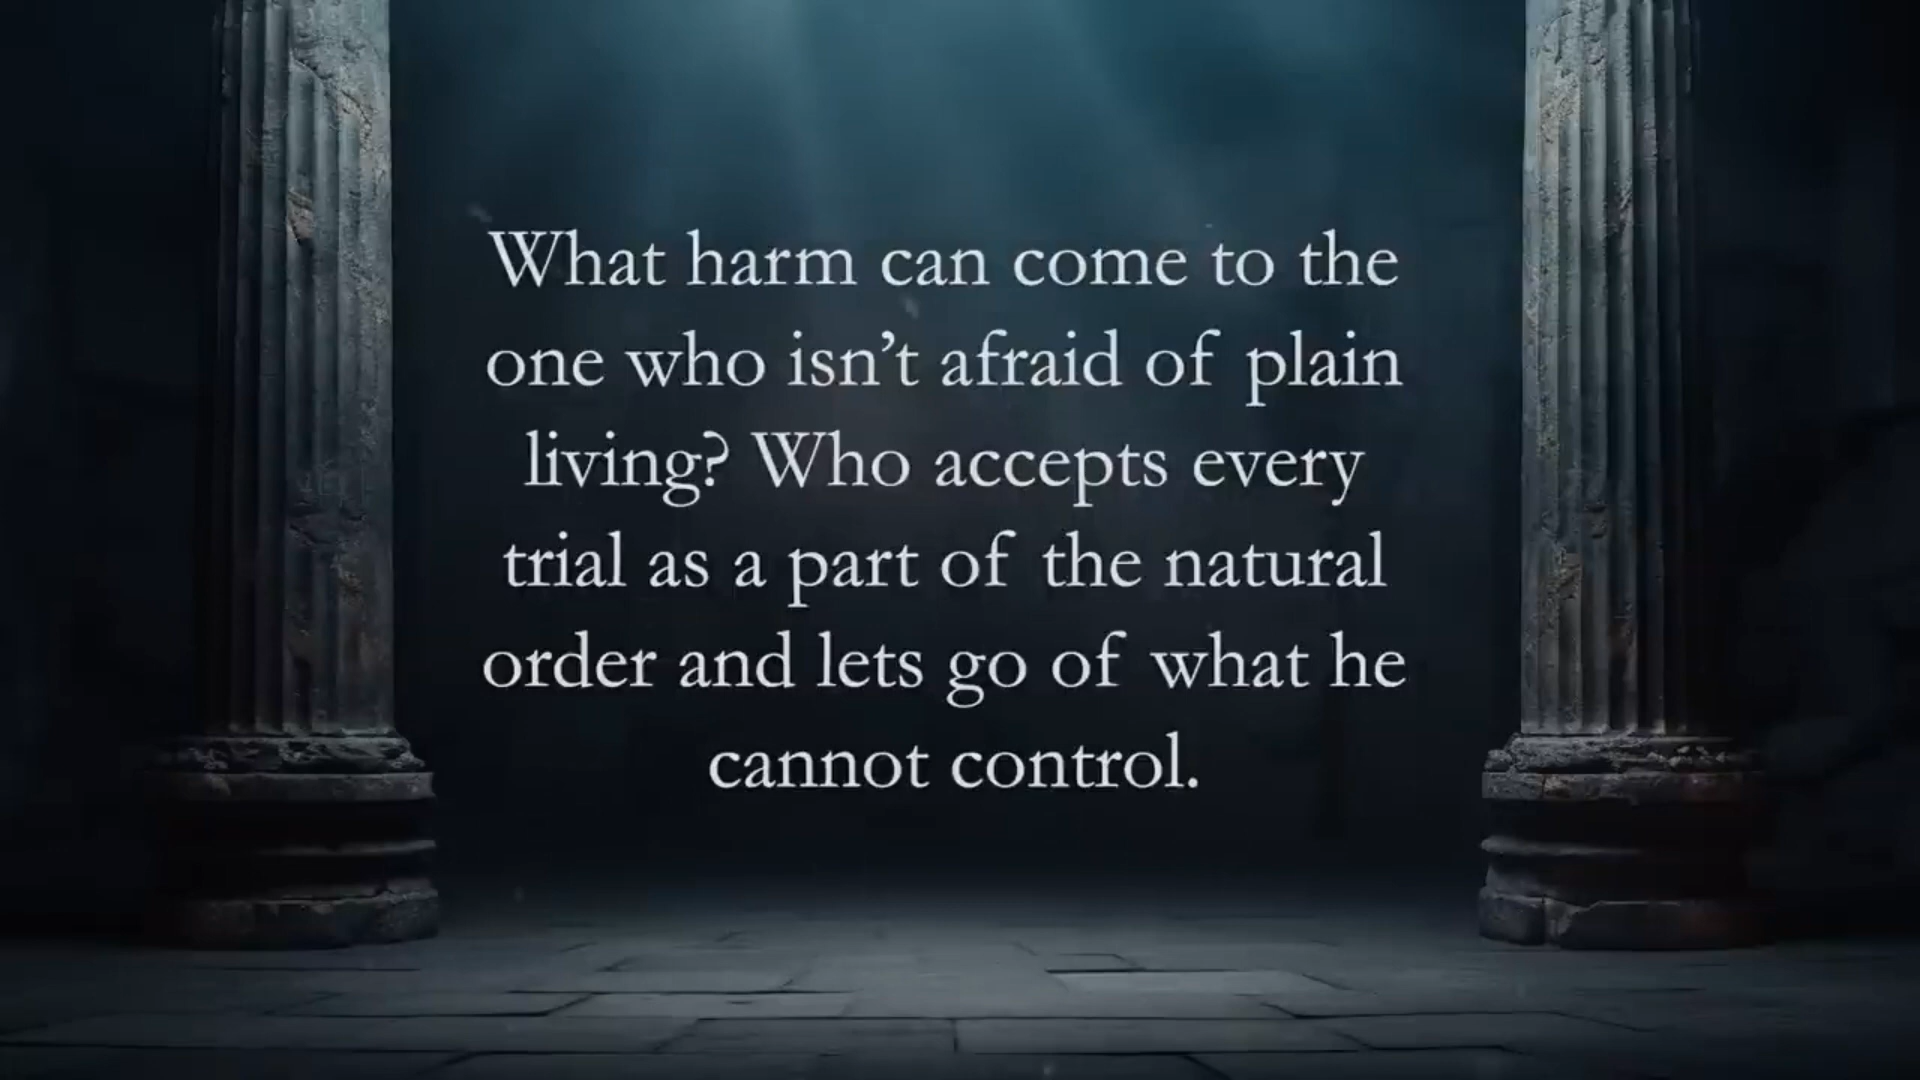 What harm can come to the
one who isn’t afraid of plain
living? Who accepts every
trial as a part of the natural
order and lets go of what he
cannot control.